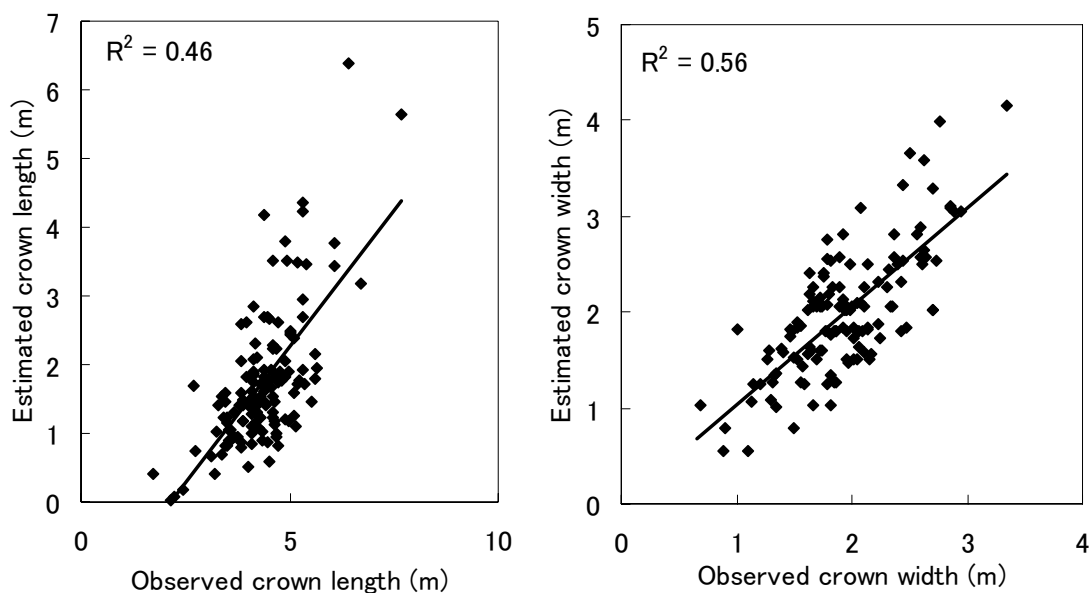 R² = 0.46
Estimated crown length (m)
7
6
5
4
3
2
1
0
0 5 10
Observed crown length (m)
R² = 0.56
Estimated crown width (m)
5
4
3
2
1
0
0 1 2 3 4
Observed crown width (m)